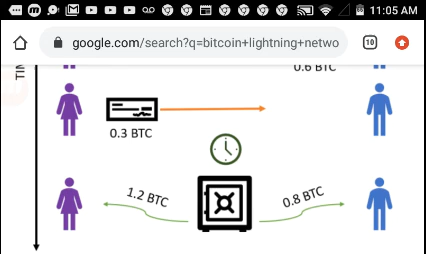 11:05 AM
google.com/search?q=bitcoin+lightning+netwo
10
0.6 BTC
TIM
0.3 BTC
1.2 BTC
0.8 BTC